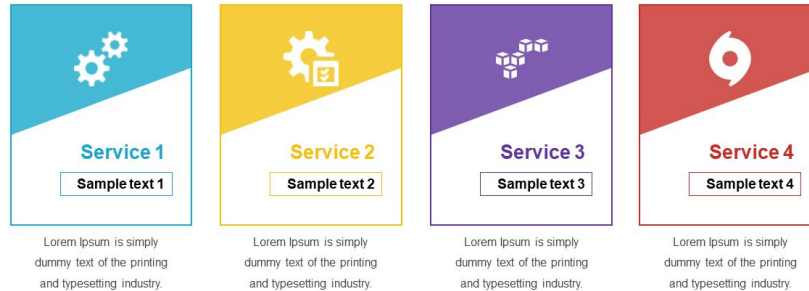 Service 1
Sample text 1
Lorem Ipsum is simply
dummy text of the printing
and typesetting industry.
Service 2
Sample text 2
Lorem Ipsum is simply
dummy text of the printing
and typesetting industry.
Service 3
Sample text 3
Lorem Ipsum is simply
dummy text of the printing
and typesetting industry.
Service 4
Sample text 4
Lorem Ipsum is simply
dummy text of the printing
and typesetting industry.